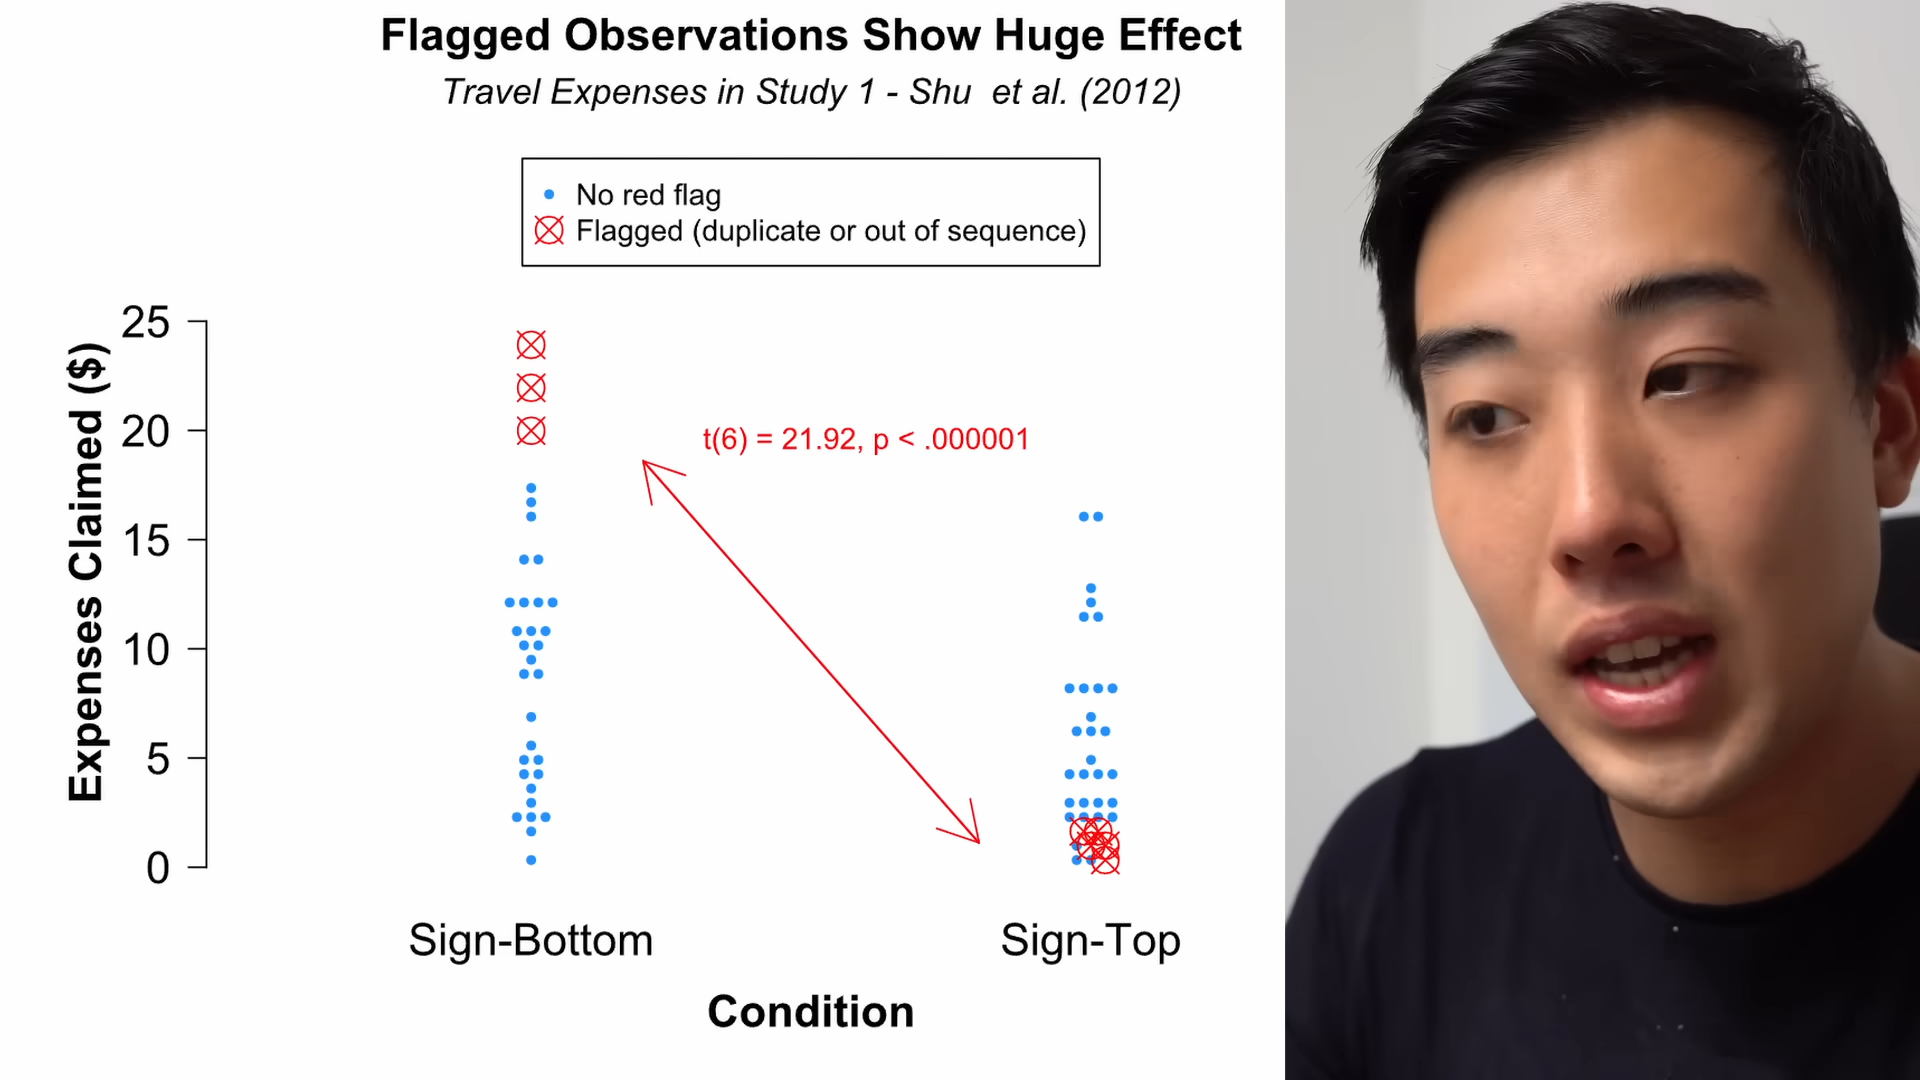 Flagged Observations Show Huge Effect
Travel Expenses in Study 1 - Shu et al. (2012)
No red flag
Flagged (duplicate or out of sequence)
Expenses Claimed ($)
25
20
15
10
5
0
t(6) = 21.92, p < .000001
Sign-Bottom
Sign-Top
Condition